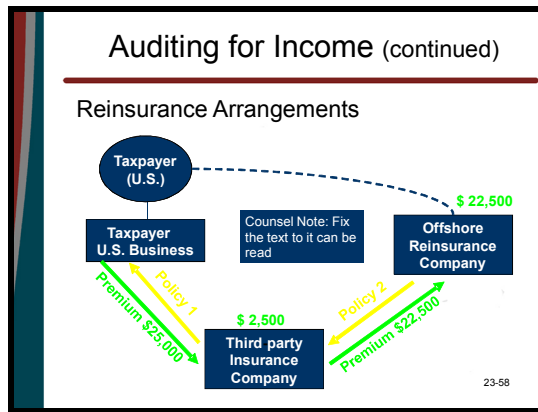 Auditing for Income (continued)
Reinsurance Arrangements
Taxpayer
(U.S.)
$ 22,500
Taxpayer
U.S. Business
Counsel Note: Fix
the text to it can be
read
Offshore
Reinsurance
Company
Policy 1
Premium $25,000
Policy 2
Premium $22,500
$ 2,500
Third party
Insurance
Company
23-58